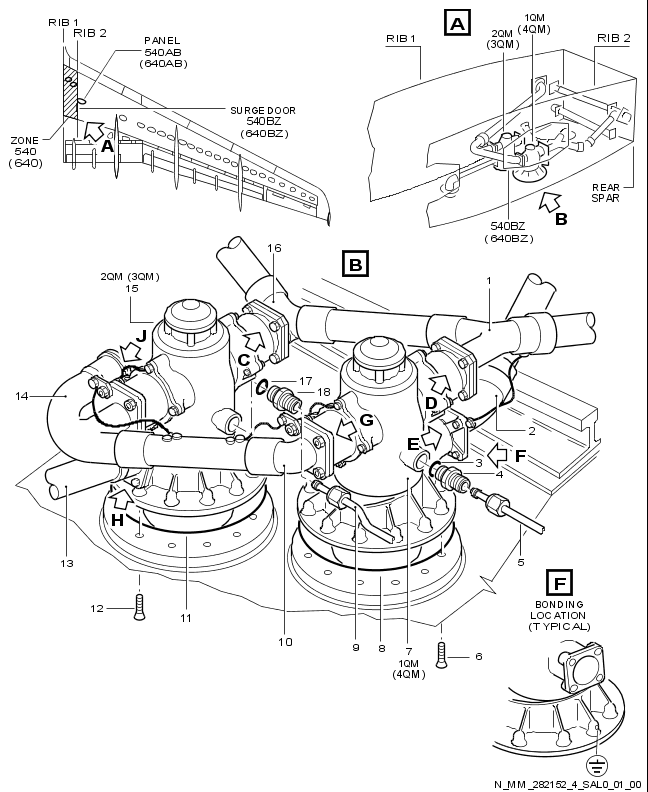 RIB 1
RIB 2
PANEL
540AB
(640AB)
SURGE DOOR
540BZ
(640BZ)
ZONE
540
(640)
A
A
RIB 1
2QM
(3QM)
1QM
(4QM)
RIB 2
REAR
SPAR
540BZ
(640BZ)
B
B
16
1
2QM (3QM)
15
J
C
17
18
14
D
G
E
F
2
3
4
H
13
5
12
11
10
9
8
7
1QM
(4QM)
6
F
BONDING
LOCATION
(TYPICAL)
N_MM_282152_4_SAL0_01_00